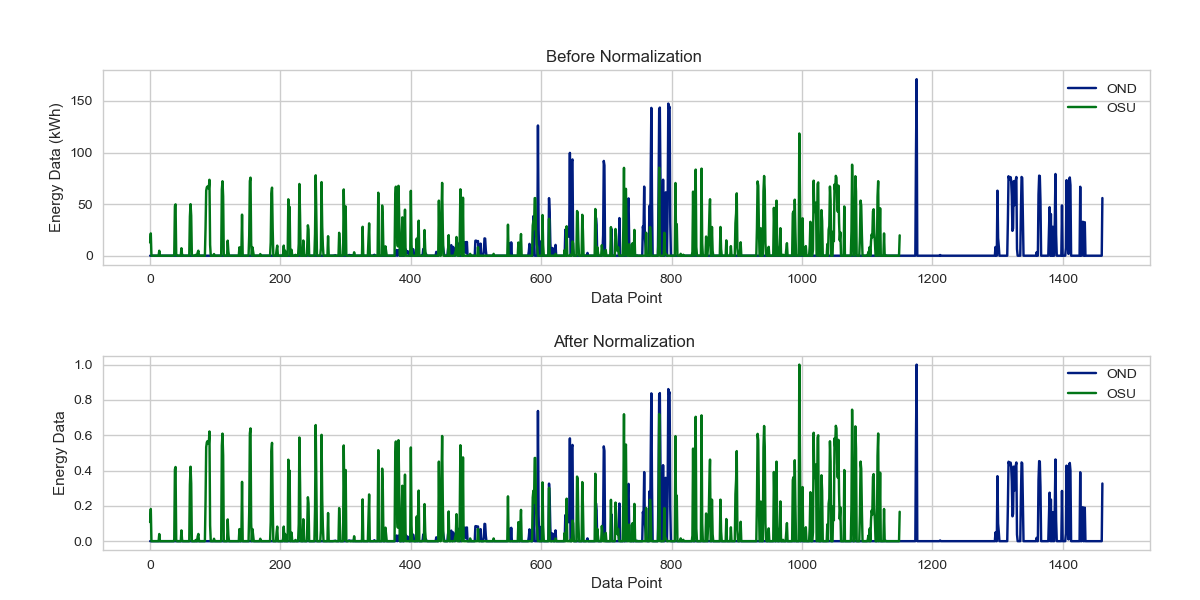 Before Normalization
Energy Data (kWh)
150
100
50
0
OND
OSU
0 200 400 600 800 1000 1200 1400
Data Point
After Normalization
Energy Data
1.0
0.8
0.6
0.4
0.2
0.0
OND
OSU
0 200 400 600 800 1000 1200 1400
Data Point